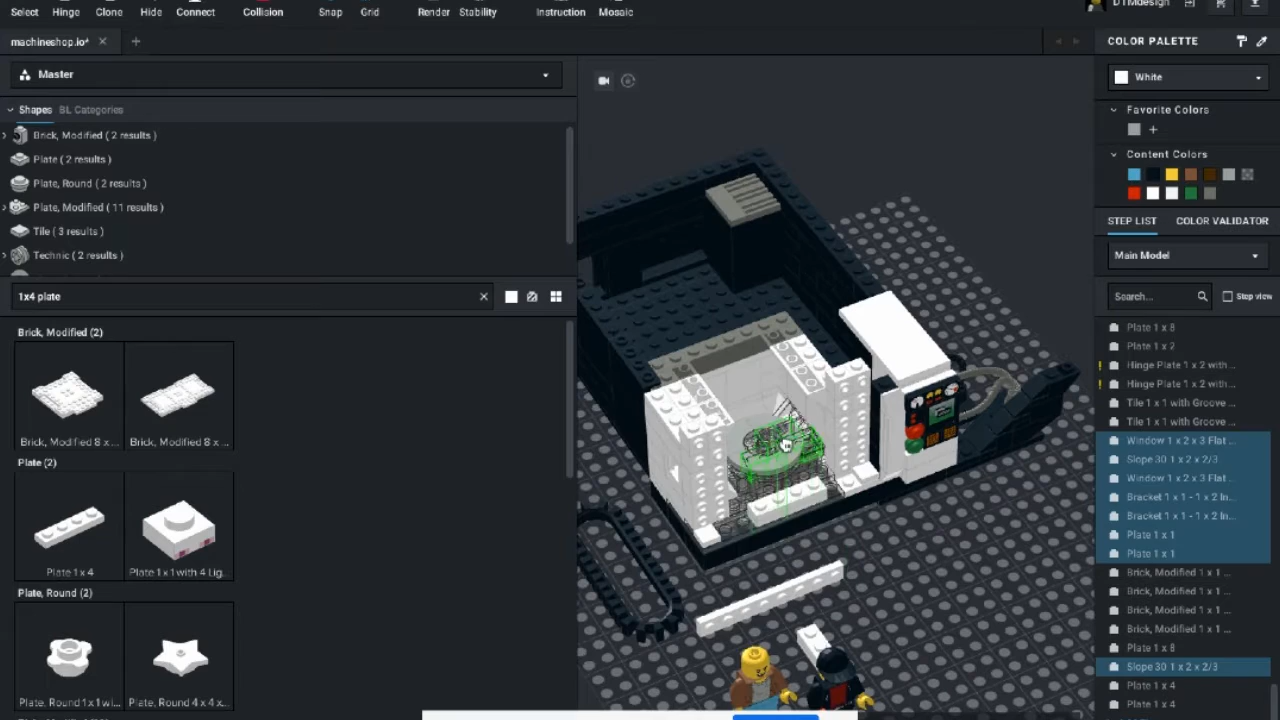 Select Hinge Clone Hide Connect Collision Snap Grid Render Stability Instruction Mosaic
DTMdesign
machineshop.io*
Master
Shapes BL Categories
Brick, Modified ( 2 results )
Plate ( 2 results )
Plate, Round ( 2 results )
Plate, Modified ( 11 results )
Tile ( 3 results )
Technic ( 2 results )
1x4 plate
Brick, Modified (2)
Brick, Modified 8 x ... Brick, Modified 8 x ...
Plate (2)
Plate 1 x 4 Plate 1 x 1 with 4 Lig...
Plate, Round (2)
Plate, Round 1 x 1 wi... Plate, Round 4 x 4 x...
COLOR PALETTE
White
Favorite Colors
Content Colors
STEP LIST COLOR VALIDATOR
Main Model
Search... Step view
Plate 1 x 8
Plate 1 x 2
Hinge Plate 1 x 2 with ...
Hinge Plate 1 x 2 with ...
Tile 1 x 1 with Groove ...
Tile 1 x 1 with Groove ...
Window 1 x 2 x 3 Flat ...
Slope 30 1 x 2 x 2/3
Window 1 x 2 x 3 Flat ...
Bracket 1 x 1 - 1 x 2 In...
Bracket 1 x 1 - 1 x 2 In...
Plate 1 x 1
Plate 1 x 1
Brick, Modified 1 x 1 ...
Brick, Modified 1 x 1 ...
Brick, Modified 1 x 1 ...
Brick, Modified 1 x 1 ...
Plate 1 x 8
Slope 30 1 x 2 x 2/3
Plate 1 x 4
Plate 1 x 4